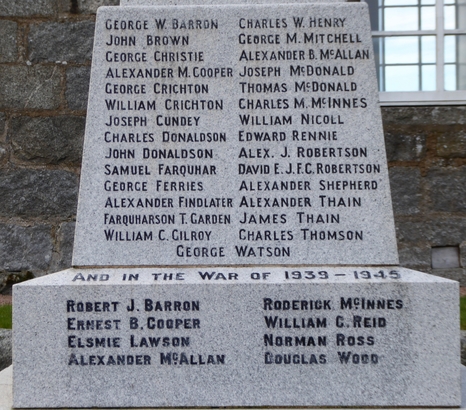 George W. Barron Charles W. Henry
John Brown George M. Mitchell
George Christie Alexander B. McAllan
Alexander M. Cooper Joseph McDonald
George Crichton Thomas McDonald
William Crichton Charles M. McInnes
Joseph Cundey William Nicoll
Charles Donaldson Edward Rennie
John Donaldson Alex. J. Robertson
Samuel Farquhar David E. J. F. C. Robertson
George Ferries Alexander Shepherd
Alexander Findlater Alexander Thain
Farquharson T. Garden James Thain
William C. Gilroy Charles Thomson
George Watson
And in the War of 1939 – 1945
Robert J. Barron Roderick McInnes
Ernest B. Cooper William G. Reid
Elsmie Lawson Norman Ross
Alexander McAllan Douglas Wood